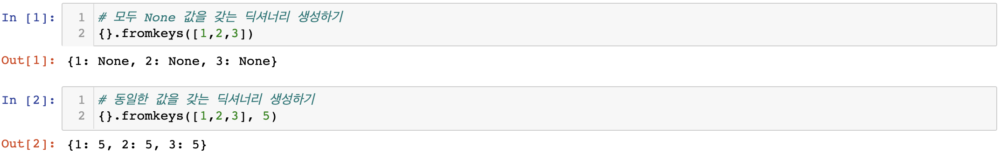 In [1]: 1 # 모두 None 값을 갖는 딕셔너리 생성하기
2 {}.fromkeys([1,2,3])
Out[1]: {1: None, 2: None, 3: None}
In [2]: 1 # 동일한 값을 갖는 딕셔너리 생성하기
2 {}.fromkeys([1,2,3], 5)
Out[2]: {1: 5, 2: 5, 3: 5}